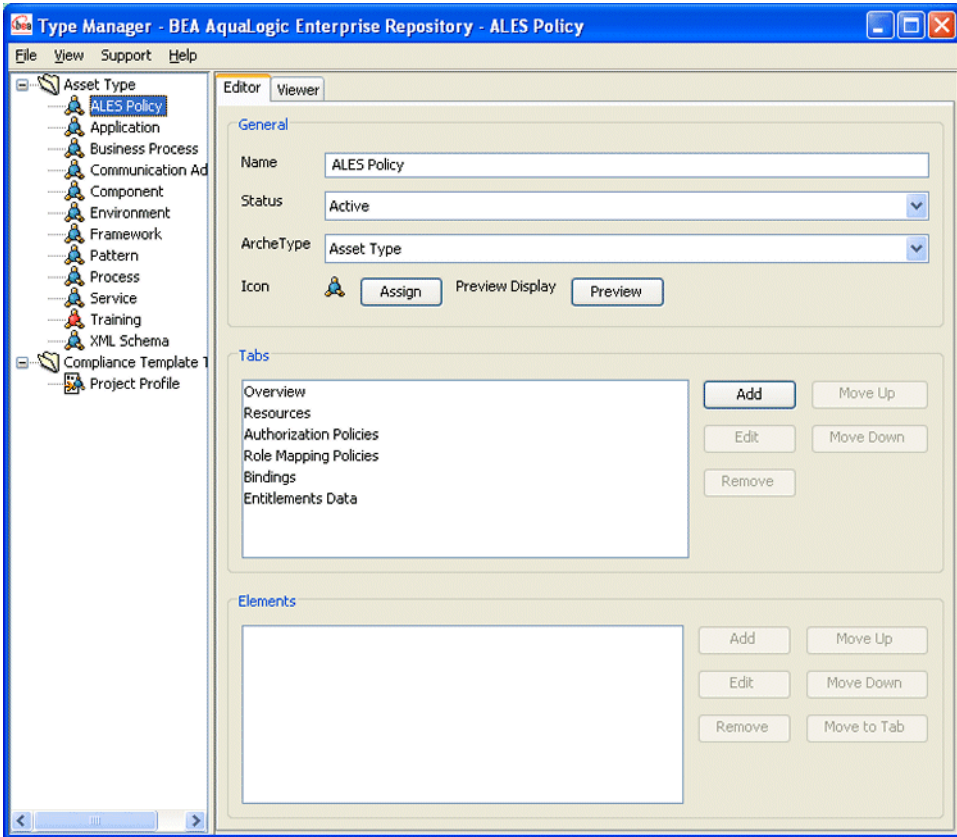 bea Type Manager - BEA AquaLogic Enterprise Repository - ALES Policy
File View Support Help
Asset Type
ALES Policy
Application
Business Process
Communication Ad
Component
Environment
Framework
Pattern
Process
Service
Training
XML Schema
Compliance Template T
Project Profile
Editor Viewer
General
Name ALES Policy
Status Active
ArcheType Asset Type
Icon Assign Preview Display Preview
Tabs
Overview
Resources
Authorization Policies
Role Mapping Policies
Bindings
Entitlements Data
Add Move Up
Edit Move Down
Remove
Elements
Add Move Up
Edit Move Down
Remove Move to Tab